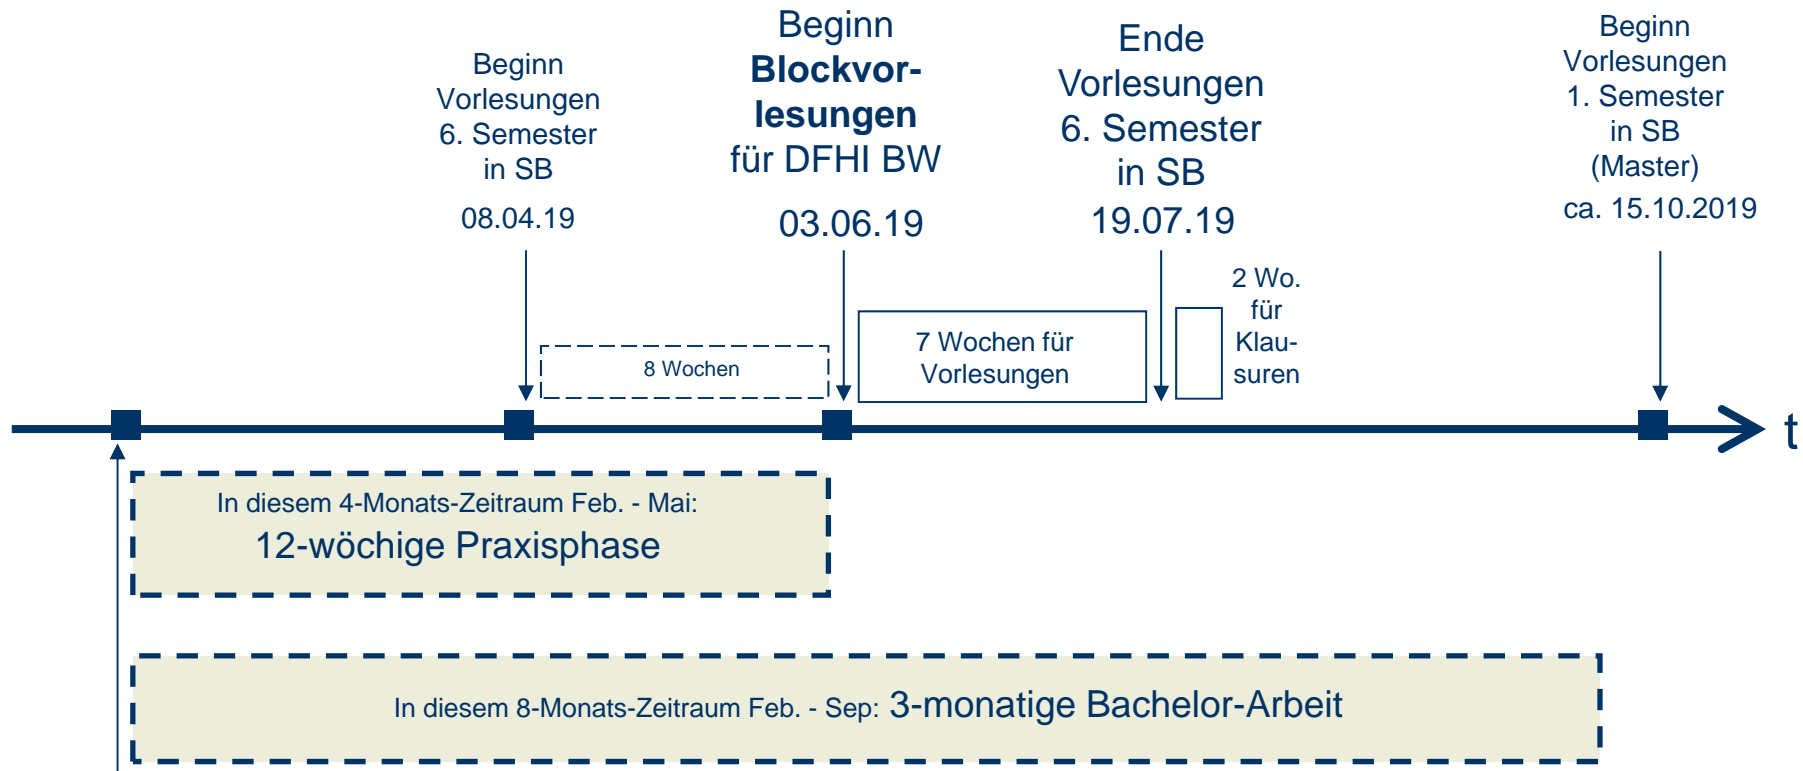 Beginn
Vorlesungen
6. Semester
in SB
08.04.19
Beginn
Blockvor-
lesungen
für DFHI BW
03.06.19
Ende
Vorlesungen
6. Semester
in SB
19.07.19
Beginn
Vorlesungen
1. Semester
in SB
(Master)
ca. 15.10.2019
8 Wochen
7 Wochen für
Vorlesungen
2 Wo.
für
Klau-
suren
t
In diesem 4-Monats-Zeitraum Feb. - Mai:
12-wöchige Praxisphase
In diesem 8-Monats-Zeitraum Feb. - Sep: 3-monatige Bachelor-Arbeit